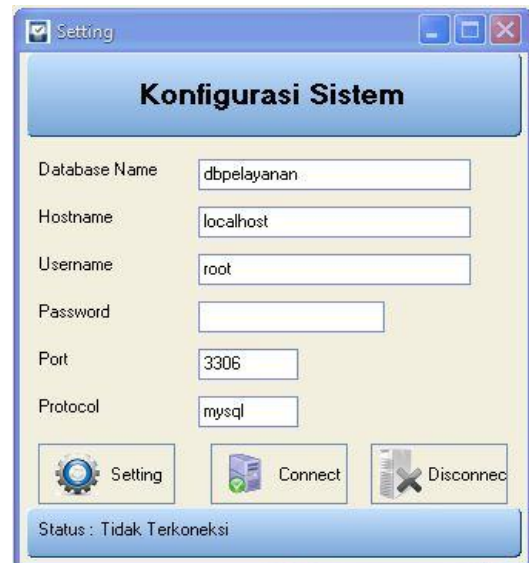 Setting
Konfigurasi Sistem
Database Name dbpelayanan
Hostname localhost
Username root
Password
Port 3306
Protocol mysql
Setting Connect Disconnec
Status : Tidak Terkoneksi